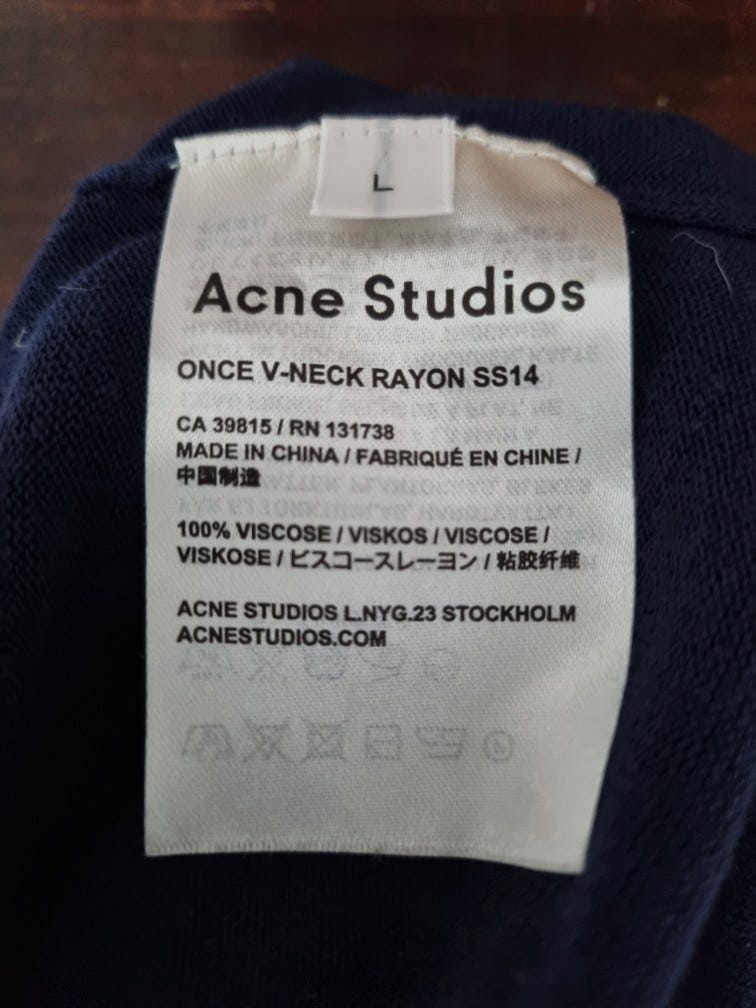 L
Acne Studios
ONCE V-NECK RAYON SS14
CA 39815 / RN 131738
MADE IN CHINA / FABRIQUÉ EN CHINE /
中国制造
100% VISCOSE / VISKOS / VISCOSE /
VISKOSE / ビスコースレーヨン / 粘胶纤维
ACNE STUDIOS L.NYG.23 STOCKHOLM
ACNESTUDIOS.COM